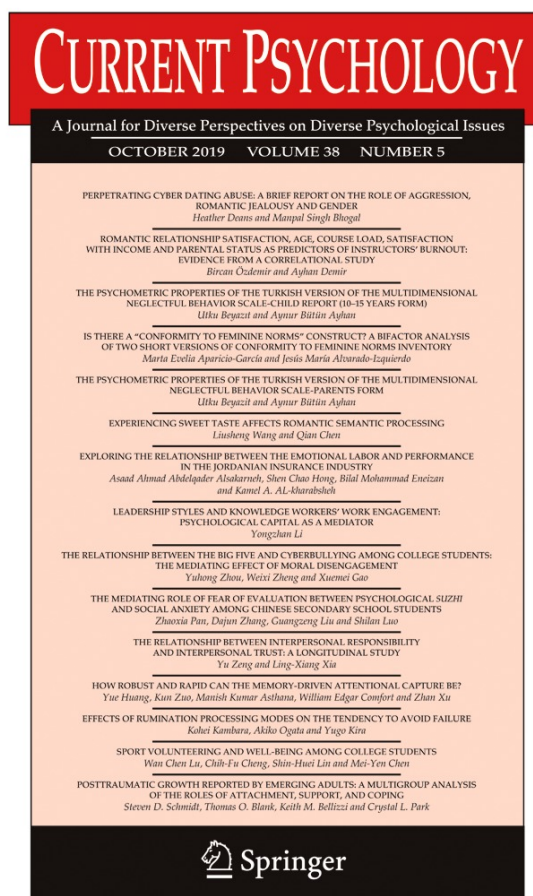 CURRENT PSYCHOLOGY
A Journal for Diverse Perspectives on Diverse Psychological Issues
OCTOBER 2019 VOLUME 38 NUMBER 5
PERPETRATING CYBER DATING ABUSE: A BRIEF REPORT ON THE ROLE OF AGGRESSION,
ROMANTIC JEALOUSY AND GENDER
Heather Deans and Manpal Singh Bhogal
ROMANTIC RELATIONSHIP SATISFACTION, AGE, COURSE LOAD, SATISFACTION
WITH INCOME AND PARENTAL STATUS AS PREDICTORS OF INSTRUCTORS' BURNOUT:
EVIDENCE FROM A CORRELATIONAL STUDY
Bircan Özdemir and Ayhan Demir
THE PSYCHOMETRIC PROPERTIES OF THE TURKISH VERSION OF THE MULTIDIMENSIONAL
NEGLECTFUL BEHAVIOR SCALE-CHILD REPORT (10–15 YEARS FORM)
Utku Beyazıt and Aynur Bütün Ayhan
IS THERE A "CONFORMITY TO FEMININE NORMS" CONSTRUCT? A BIFACTOR ANALYSIS
OF TWO SHORT VERSIONS OF CONFORMITY TO FEMININE NORMS INVENTORY
Marta Evelia Aparicio-García and Jesús María Alvarado-Izquierdo
THE PSYCHOMETRIC PROPERTIES OF THE TURKISH VERSION OF THE MULTIDIMENSIONAL
NEGLECTFUL BEHAVIOR SCALE-PARENTS FORM
Utku Beyazit and Aynur Bütün Ayhan
EXPERIENCING SWEET TASTE AFFECTS ROMANTIC SEMANTIC PROCESSING
Liusheng Wang and Qian Chen
EXPLORING THE RELATIONSHIP BETWEEN THE EMOTIONAL LABOR AND PERFORMANCE
IN THE JORDANIAN INSURANCE INDUSTRY
Asaad Ahmad Abdelqader Alsakarneh, Shen Chao Hong, Bilal Mohammad Eneizan
and Kamel A. AL-kharabsheh
LEADERSHIP STYLES AND KNOWLEDGE WORKERS' WORK ENGAGEMENT:
PSYCHOLOGICAL CAPITAL AS A MEDIATOR
Yongzhan Li
THE RELATIONSHIP BETWEEN THE BIG FIVE AND CYBERBULLYING AMONG COLLEGE STUDENTS:
THE MEDIATING EFFECT OF MORAL DISENGAGEMENT
Yuhong Zhou, Weixi Zheng and Xuemei Gao
THE MEDIATING ROLE OF FEAR OF EVALUATION BETWEEN PSYCHOLOGICAL SUZHI
AND SOCIAL ANXIETY AMONG CHINESE SECONDARY SCHOOL STUDENTS
Zhaoxia Pan, Dajun Zhang, Guangzeng Liu and Shilan Luo
THE RELATIONSHIP BETWEEN INTERPERSONAL RESPONSIBILITY
AND INTERPERSONAL TRUST: A LONGITUDINAL STUDY
Yu Zeng and Ling-Xiang Xia
HOW ROBUST AND RAPID CAN THE MEMORY-DRIVEN ATTENTIONAL CAPTURE BE?
Yue Huang, Kun Zuo, Manish Kumar Asthana, William Edgar Comfort and Zhan Xu
EFFECTS OF RUMINATION PROCESSING MODES ON THE TENDENCY TO AVOID FAILURE
Kohei Kambara, Akiko Ogata and Yugo Kira
SPORT VOLUNTEERING AND WELL-BEING AMONG COLLEGE STUDENTS
Wan Chen Lu, Chih-Fu Cheng, Shin-Huei Lin and Mei-Yen Chen
POSTTRAUMATIC GROWTH REPORTED BY EMERGING ADULTS: A MULTIGROUP ANALYSIS
OF THE ROLES OF ATTACHMENT, SUPPORT, AND COPING
Steven D. Schmidt, Thomas O. Blank, Keith M. Bellizzi and Crystal L. Park
Springer